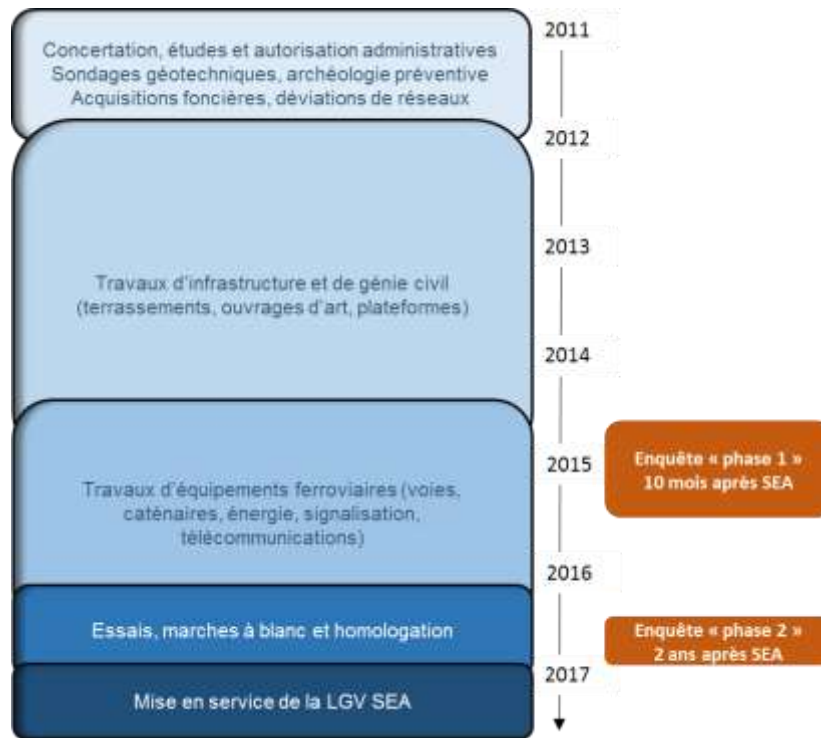 2011
Concertation, études et autorisation administratives
Sondages géotechniques, archéologie préventive
Acquisitions foncières, déviations de réseaux
2012
2013
Travaux d'infrastructure et de génie civil
(terrassements, ouvrages d'art, plateformes)
2014
2015
Enquête « phase 1 »
10 mois après SEA
Travaux d'équipements ferroviaires (voies,
caténaires, énergie, signalisation,
télécommunications)
2016
Essais, marches à blanc et homologation
Enquête « phase 2 »
2 ans après SEA
2017
Mise en service de la LGV SEA